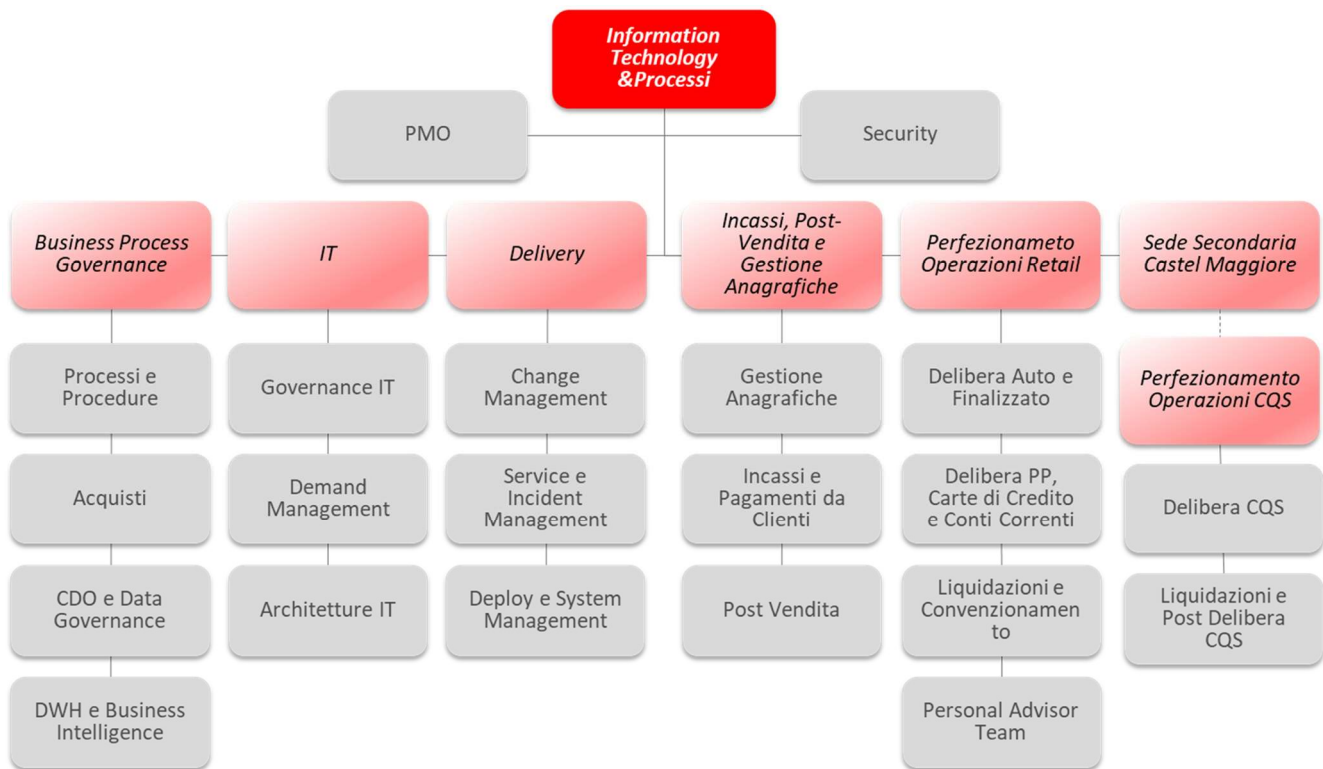 Information
Technology
&Processi
PMO
Security
Business Process
Governance
IT
Delivery
Incassi, Post-
Vendita e
Gestione
Anagrafiche
Perfezionameto
Operazioni Retail
Sede Secondaria
Castel Maggiore
Processi e
Procedure
Governance IT
Change
Management
Gestione
Anagrafiche
Delibera Auto e
Finalizzato
Perfezionamento
Operazioni CQS
Acquisti
Demand
Management
Service e
Incident
Management
Incassi e
Pagamenti da
Clienti
Delibera PP,
Carte di Credito
e Conti Correnti
Delibera CQS
CDO e Data
Governance
Architetture IT
Deploy e System
Management
Post Vendita
Liquidazioni e
Convenzionamen
to
Liquidazioni e
Post Delibera
CQS
DWH e Business
Intelligence
Personal Advisor
Team